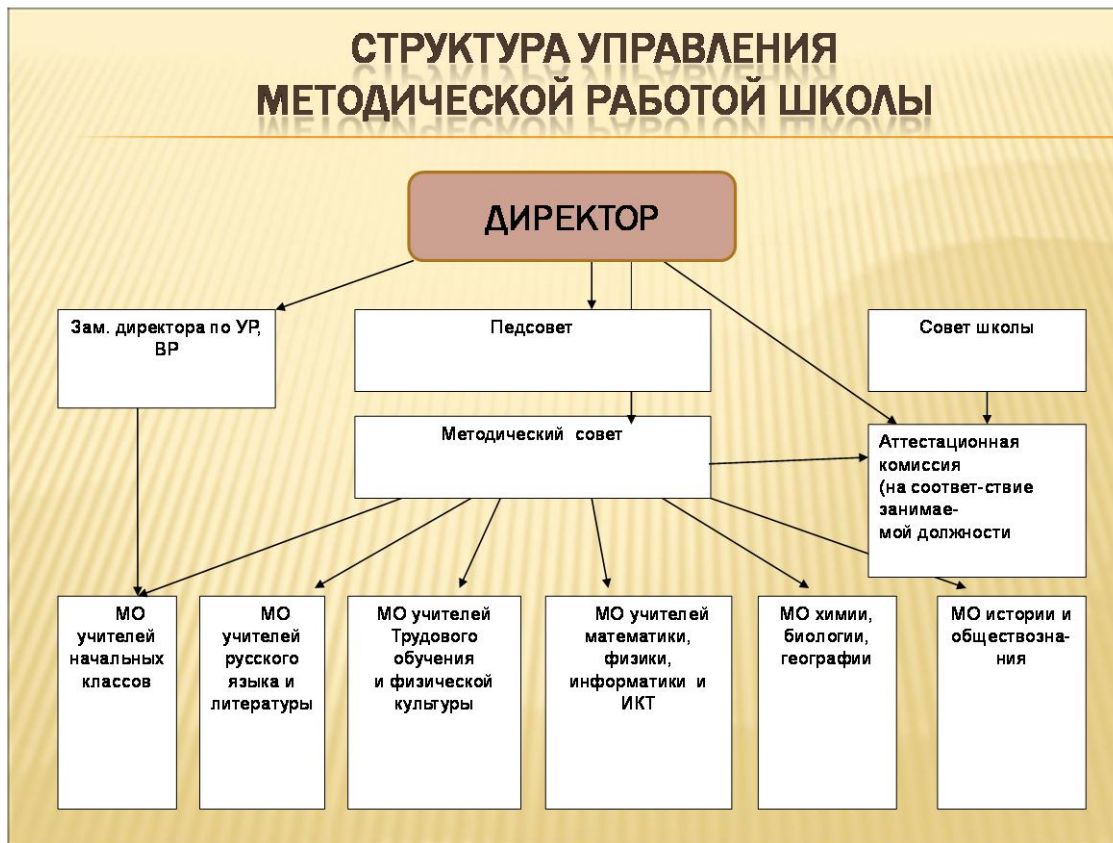 СТРУКТУРА УПРАВЛЕНИЯ
МЕТОДИЧЕСКОЙ РАБОТОЙ ШКОЛЫ
ДИРЕКТОР
Зам. директора по УР,
ВР
Педсовет
Совет школы
Методический совет
Аттестационная
комиссия
(на соответ-ствие
занимае-
мой должности
МО
учителей
начальных
классов
МО
учителей
русского
языка и
литературы
МО учителей
Трудового
обучения
и физической
культуры
МО учителей
математики,
физики,
информатики и
ИКТ
МО химии,
биологии,
географии
МО истории и
обществозна-
ния